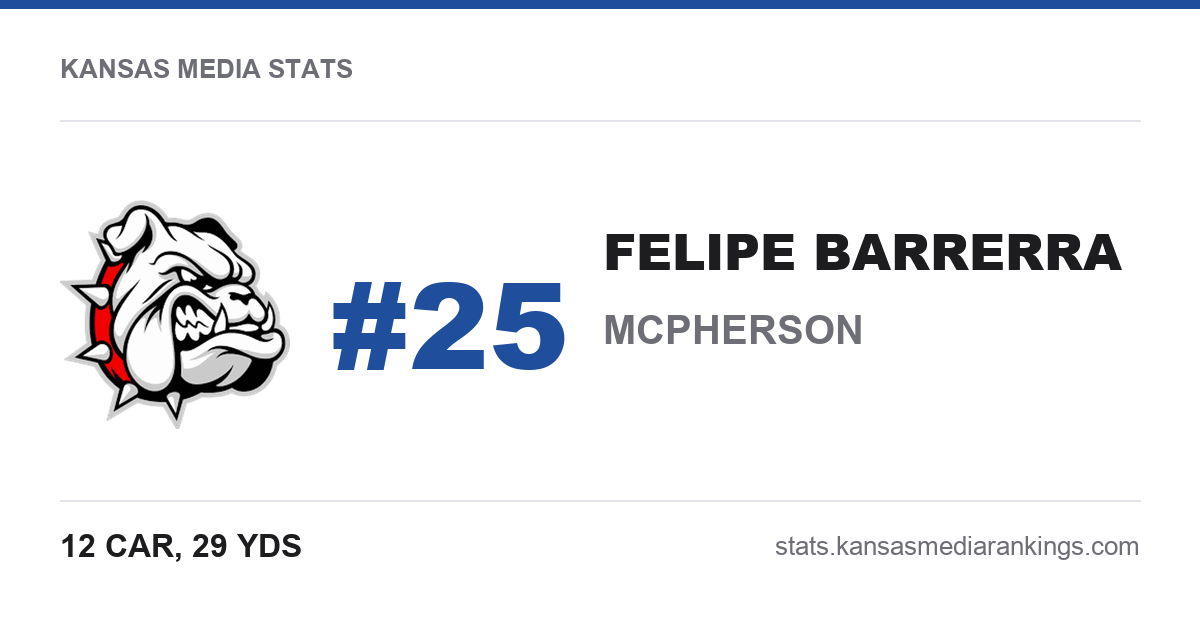 KANSAS MEDIA STATS
#25
FELIPE BARRERRA
MCPHERSON
12 CAR, 29 YDS
stats.kansasmediarankings.com